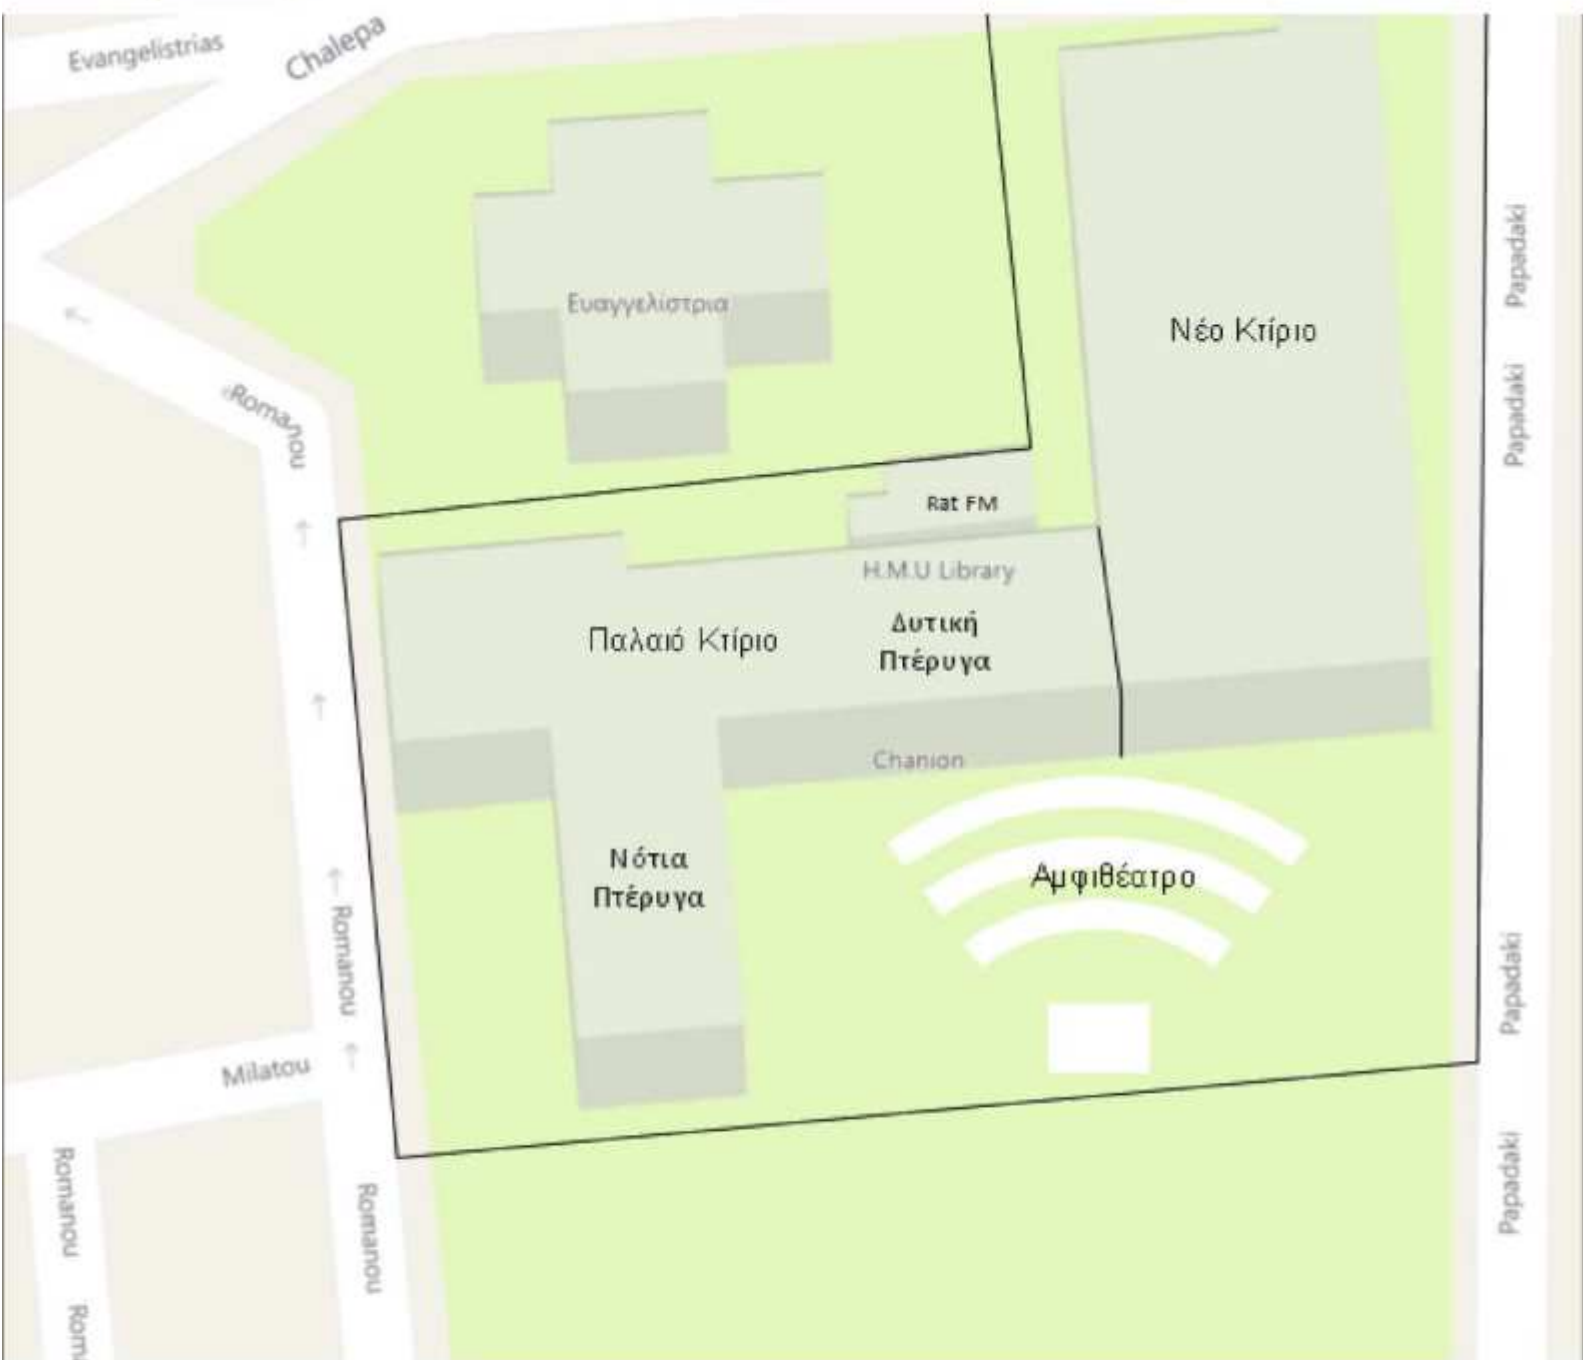 Evangelistrias
Chalepa
Papadaki
Ευαγγελίστρια
Νέο Κτίριο
Romanou
Papadaki
Rat FM
H.M.U Library
Δυτική
Πτέρυγα
Παλαιό Κτίριο
Chanion
Νότια
Πτέρυγα
Αμφιθέατρο
Romanou
Papadaki
Milatou
Romanou
Romanou
Papadaki
Rom